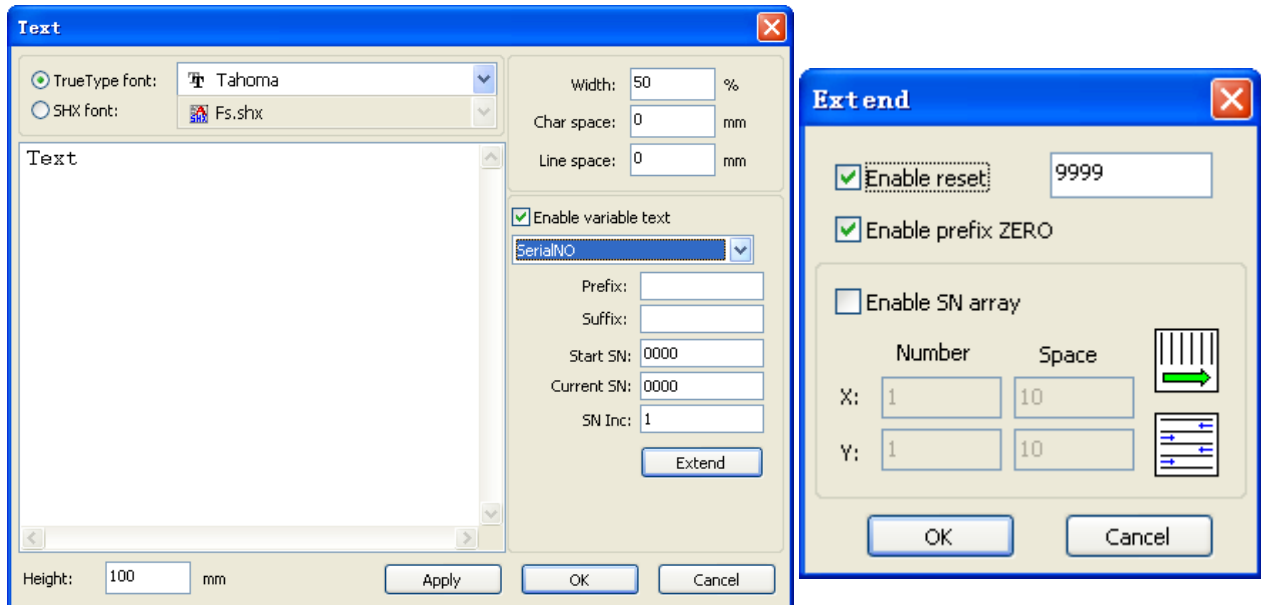 Text
TrueType font: Tahoma
SHX font: Fs.shx
Text
Width: 50 %
Char space: 0 mm
Line space: 0 mm
Enable variable text
SerialNO
Prefix:
Suffix:
Start SN: 0000
Current SN: 0000
SN Inc: 1
Extend
Height: 100 mm
Apply
OK
Cancel
Extend
Enable reset 9999
Enable prefix ZERO
Enable SN array
Number Space
X: 1 10
Y: 1 10
OK Cancel